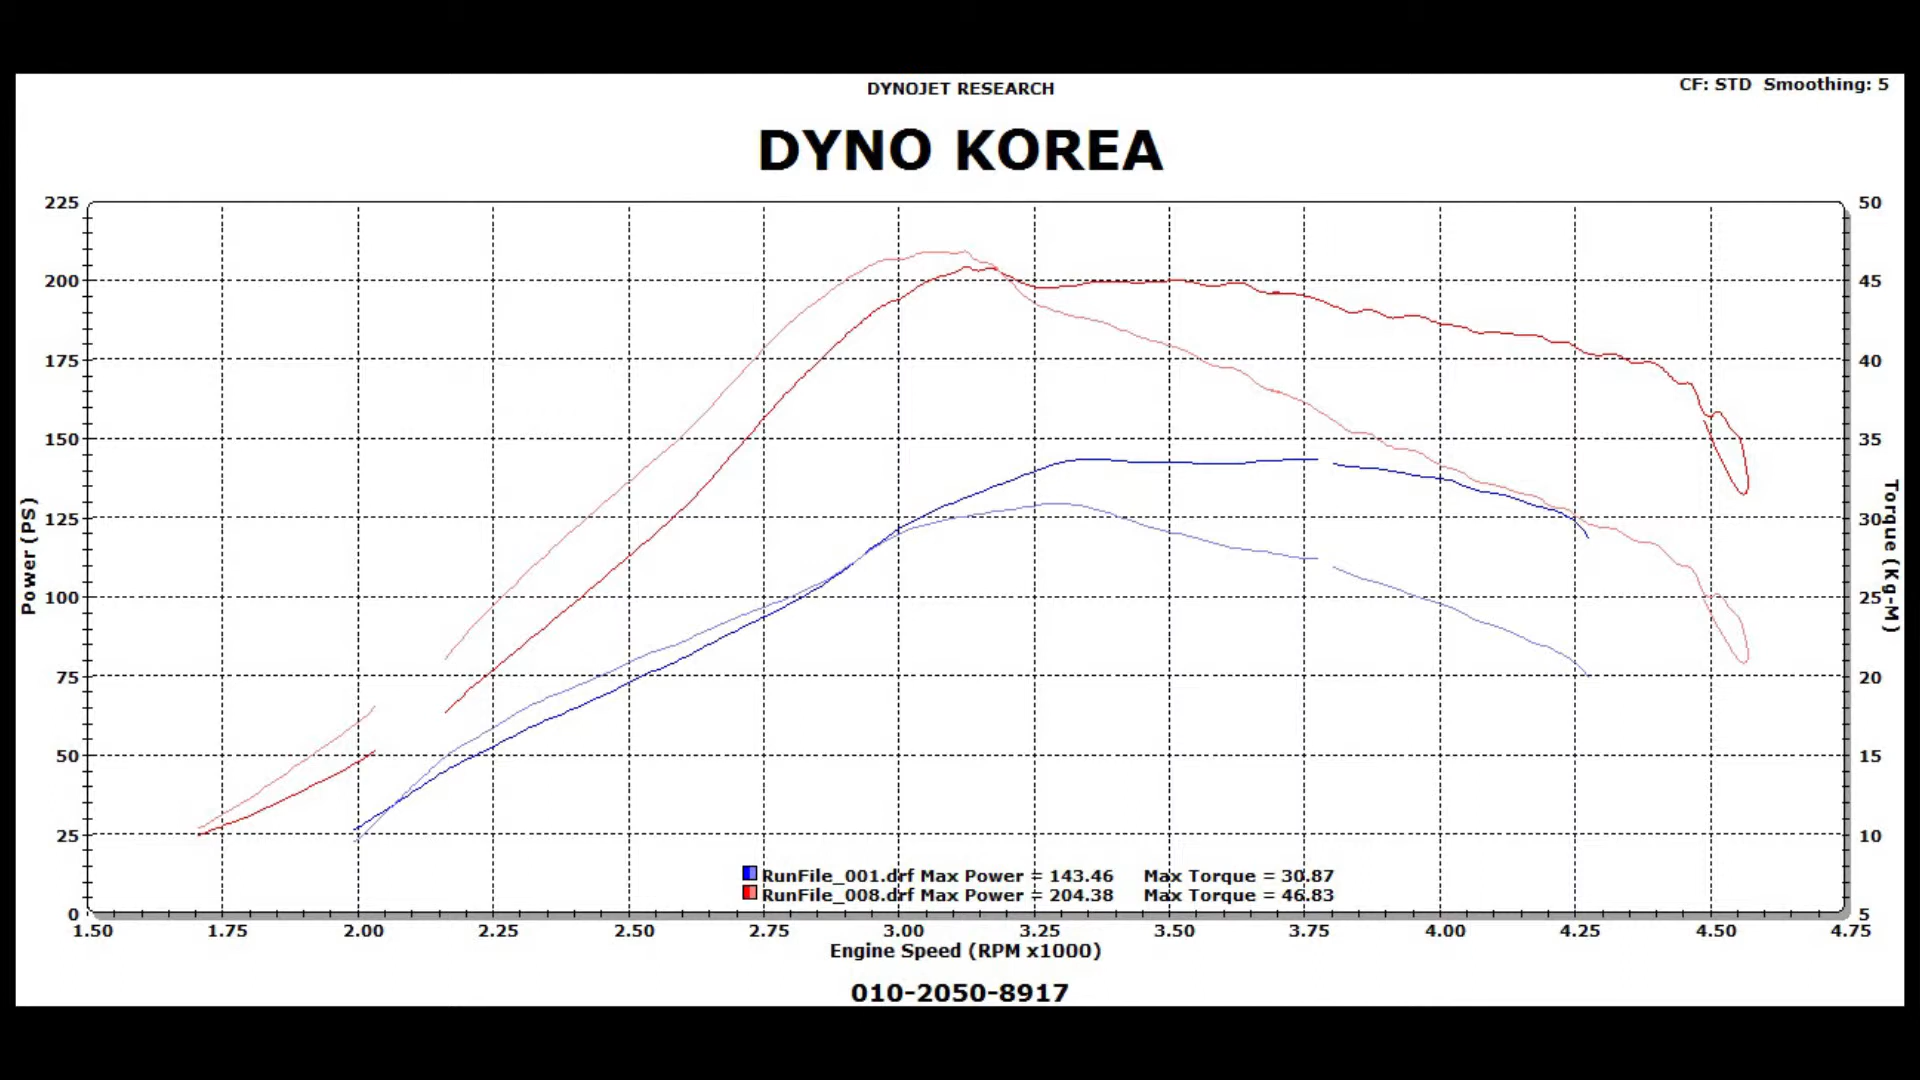 DYNOJET RESEARCH
CF: STD Smoothing: 5
DYNO KOREA
225
200
175
150
125
100
75
50
25
0
Power (PS)
50
45
40
35
30
25
20
15
10
5
Torque (Kg-M)
RunFile_001.drf Max Power = 143.46 Max Torque = 30.87
RunFile_008.drf Max Power = 204.38 Max Torque = 46.83
1.50 1.75 2.00 2.25 2.50 2.75 3.00 3.25 3.50 3.75 4.00 4.25 4.50 4.75
Engine Speed (RPM x1000)
010-2050-8917